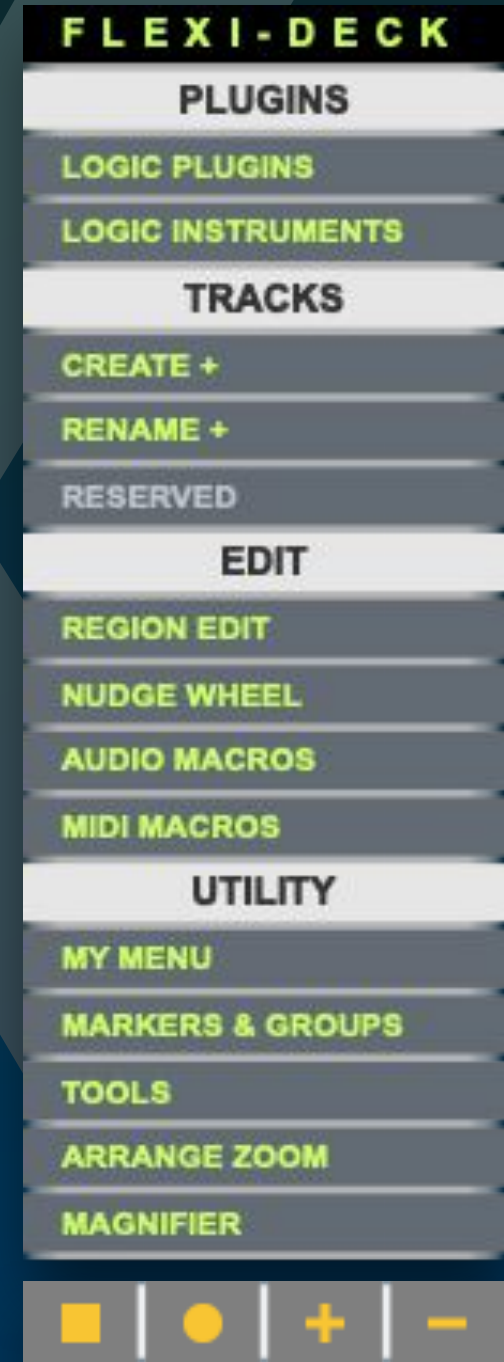 FLEXI-DECK
PLUGINS
LOGIC PLUGINS
LOGIC INSTRUMENTS
TRACKS
CREATE +
RENAME +
RESERVED
EDIT
REGION EDIT
NUDGE WHEEL
AUDIO MACROS
MIDI MACROS
UTILITY
MY MENU
MARKERS & GROUPS
TOOLS
ARRANGE ZOOM
MAGNIFIER